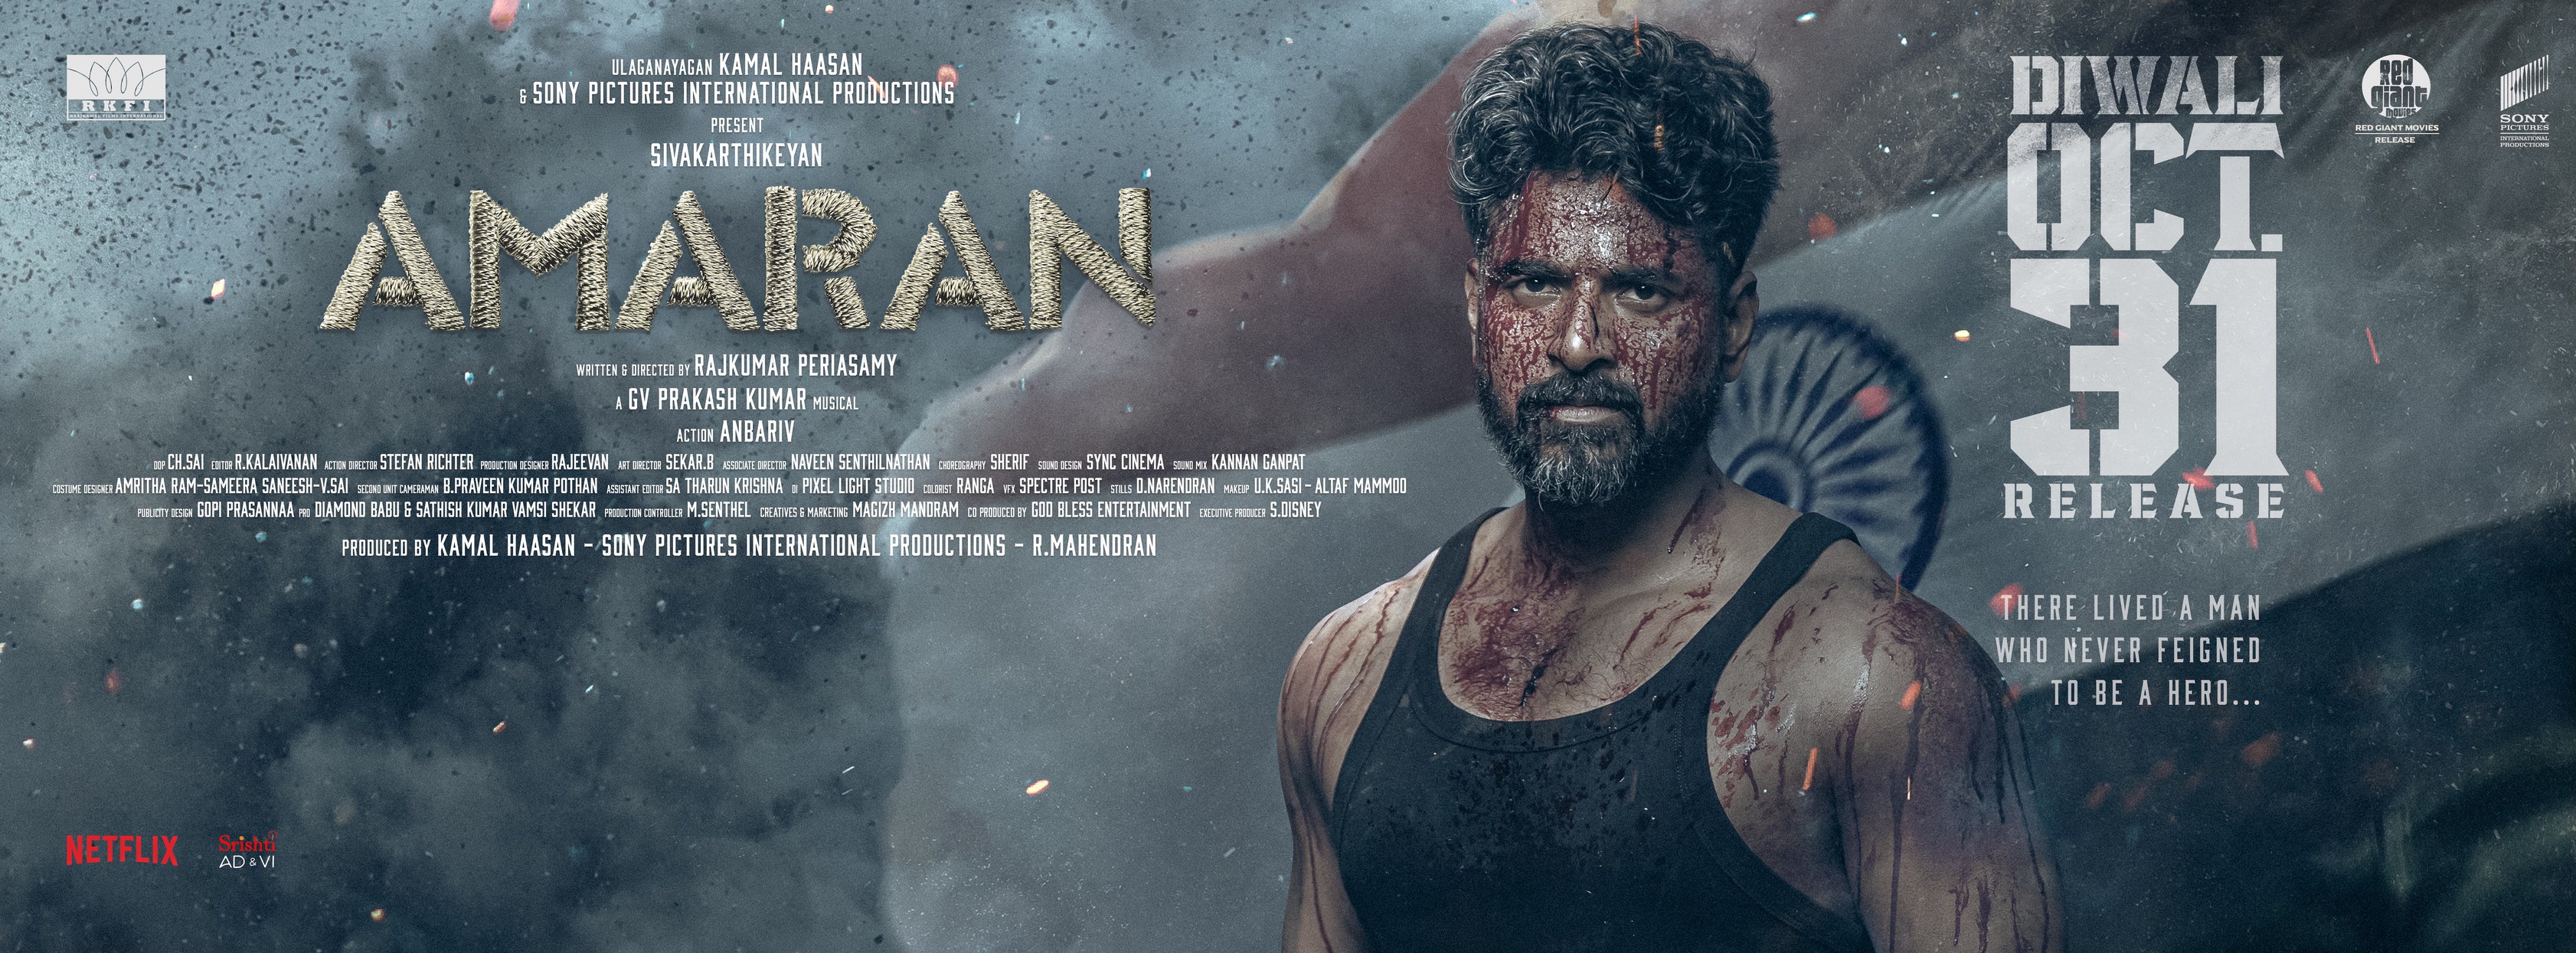 RKFI
RAAJKAMAL FILMS INTERNATIONAL
ULAGANAYAGAN KAMAL HAASAN
& SONY PICTURES INTERNATIONAL PRODUCTIONS
PRESENT
SIVAKARTHIKEYAN
AMARAN
WRITTEN & DIRECTED BY RAJKUMAR PERIASAMY
A GV PRAKASH KUMAR MUSICAL
ACTION ANBARIV
DOP CH.SAI EDITOR R.KALAIVANAN ACTION DIRECTOR STEFAN RICHTER PRODUCTION DESIGNER RAJEEVAN ART DIRECTOR SEKAR.B ASSOCIATE DIRECTOR NAVEEN SENTHILNATHAN CHOREOGRAPHY SHERIF SOUND DESIGN SYNC CINEMA SOUND MIX KANNAN GANPAT
COSTUME DESIGNER AMRITHA RAM-SAMEERA SANEESH-V.SAI SECOND UNIT CAMERAMAN B.PRAVEEN KUMAR POTHAN ASSISTANT EDITOR SA THARUN KRISHNA DI PIXEL LIGHT STUDIO COLORIST RANGA VFX SPECTRE POST STILLS D.NARENDRAN MAKEUP U.K.SASI - ALTAF MAMMOO
PUBLICITY DESIGN GOPI PRASANNAA PRO DIAMOND BABU & SATHISH KUMAR VAMSI SHEKAR PRODUCTION CONTROLLER M.SENTHEL CREATIVES & MARKETING MAGIZH MANDRAM CO PRODUCED BY GOD BLESS ENTERTAINMENT EXECUTIVE PRODUCER S.DISNEY
PRODUCED BY KAMAL HAASAN - SONY PICTURES INTERNATIONAL PRODUCTIONS - R.MAHENDRAN
NETFLIX
Srishti
AD & VI
DIWALI
OCT.
31
RELEASE
THERE LIVED A MAN
WHO NEVER FEIGNED
TO BE A HERO...
Red
giant
movies
RED GIANT MOVIES
RELEASE
SONY
PICTURES
INTERNATIONAL
PRODUCTIONS